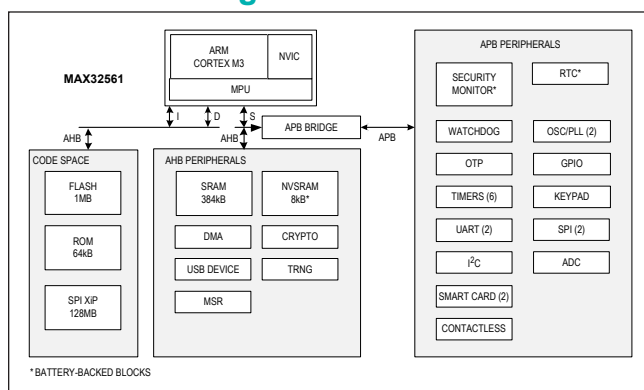 MAX32561
ARM
CORTEX M3
NVIC
MPU
I
D
S
AHB
AHB
APB BRIDGE
APB
CODE SPACE
FLASH
1MB
ROM
64kB
SPI XiP
128MB
AHB PERIPHERALS
SRAM
384kB
NVSRAM
8kB*
DMA
CRYPTO
USB DEVICE
TRNG
MSR
APB PERIPHERALS
SECURITY
MONITOR*
RTC*
WATCHDOG
OSC/PLL (2)
OTP
GPIO
TIMERS (6)
KEYPAD
UART (2)
SPI (2)
I²C
ADC
SMART CARD (2)
CONTACTLESS
* BATTERY-BACKED BLOCKS